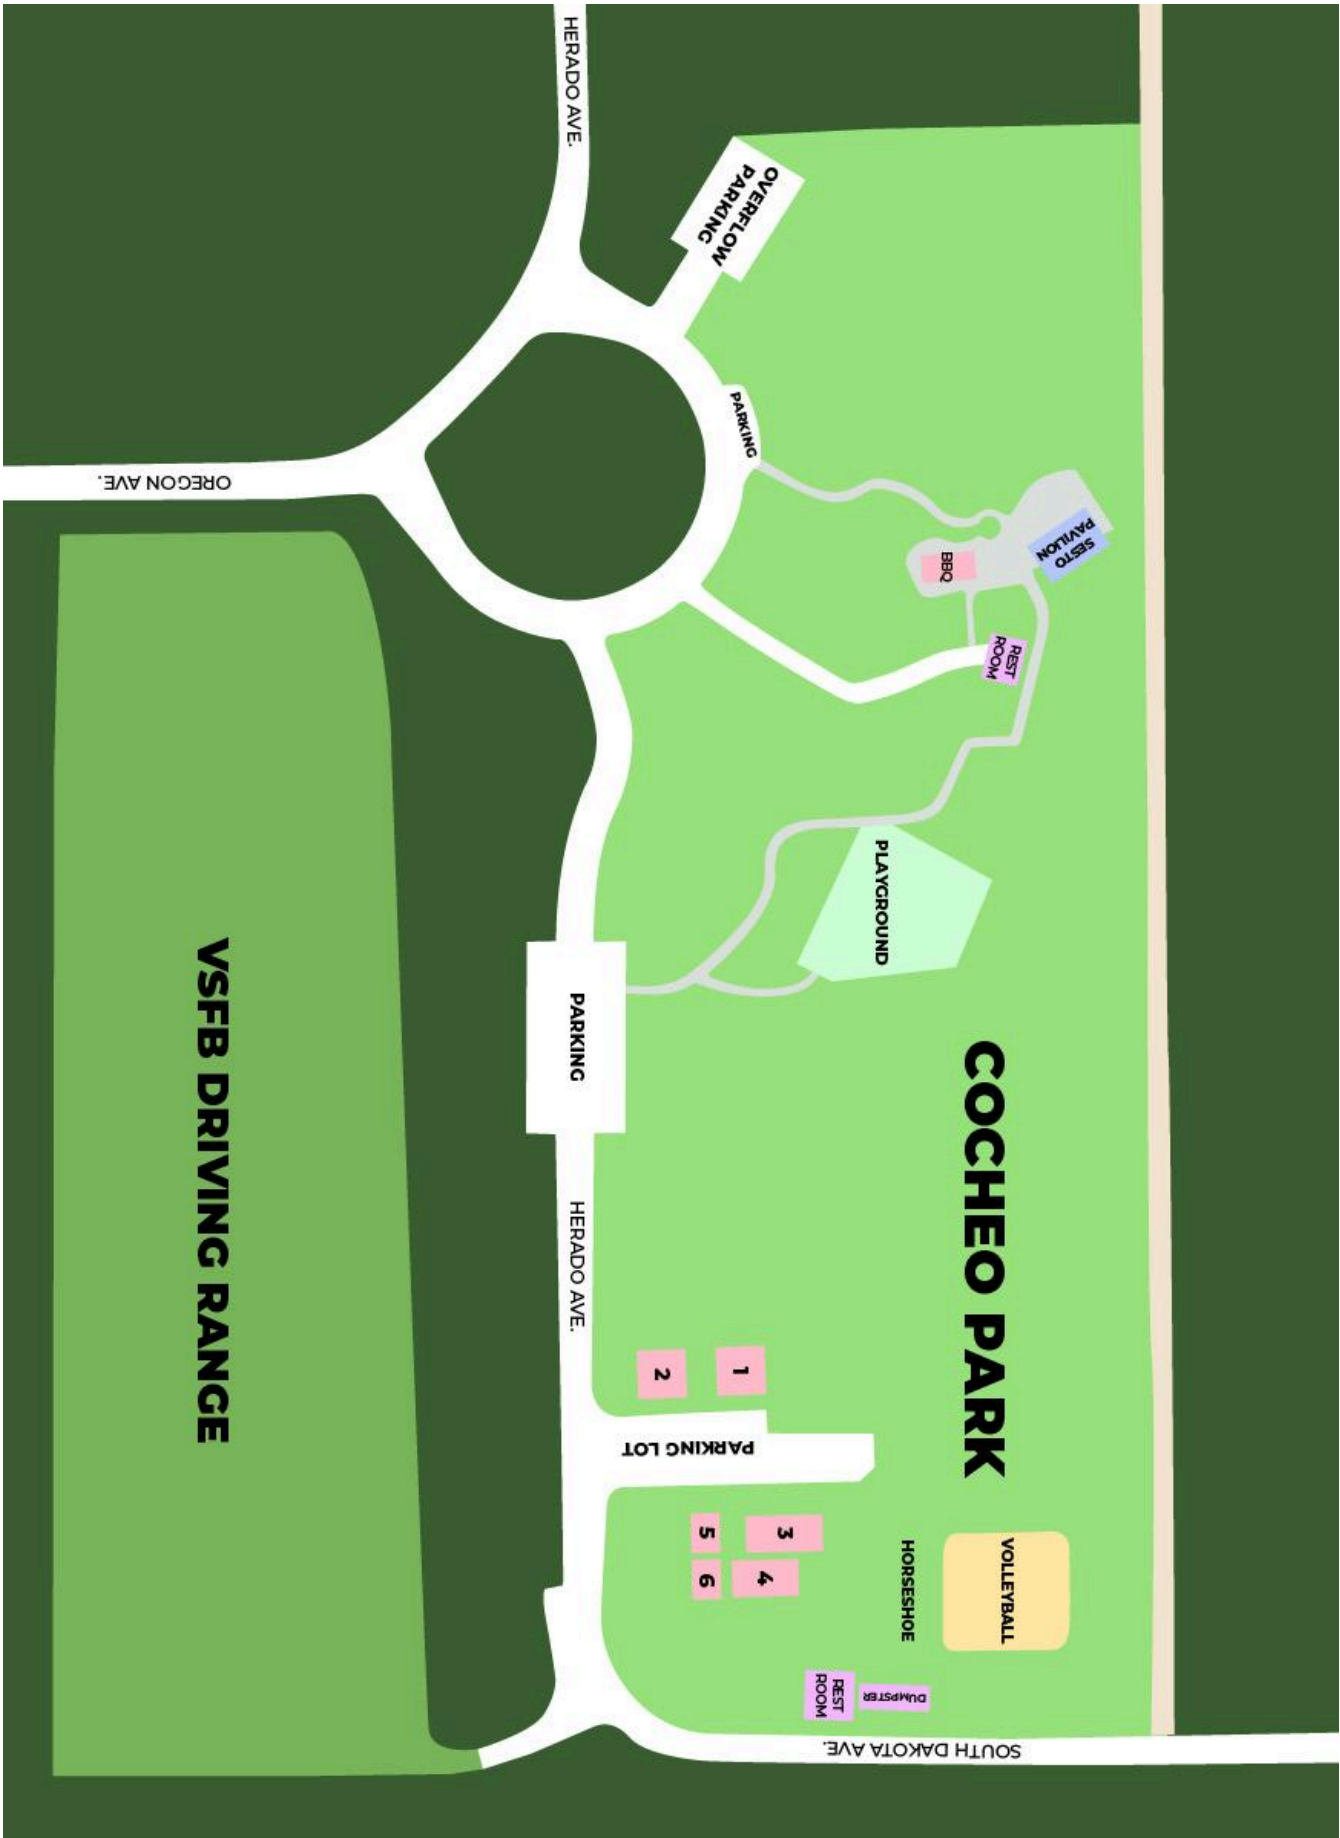 HERADO AVE.
OVERFLOW
PARKING
PARKING
OREGON AVE.
SESTO
PAVILION
BBQ
REST
ROOM
PLAYGROUND
VSFB DRIVING RANGE
PARKING
COCHEO PARK
HERADO AVE.
1
2
PARKING LOT
3
5
4
6
VOLLEYBALL
HORSESHOE
REST
ROOM
DUMPSTER
SOUTH DAKOTA AVE.